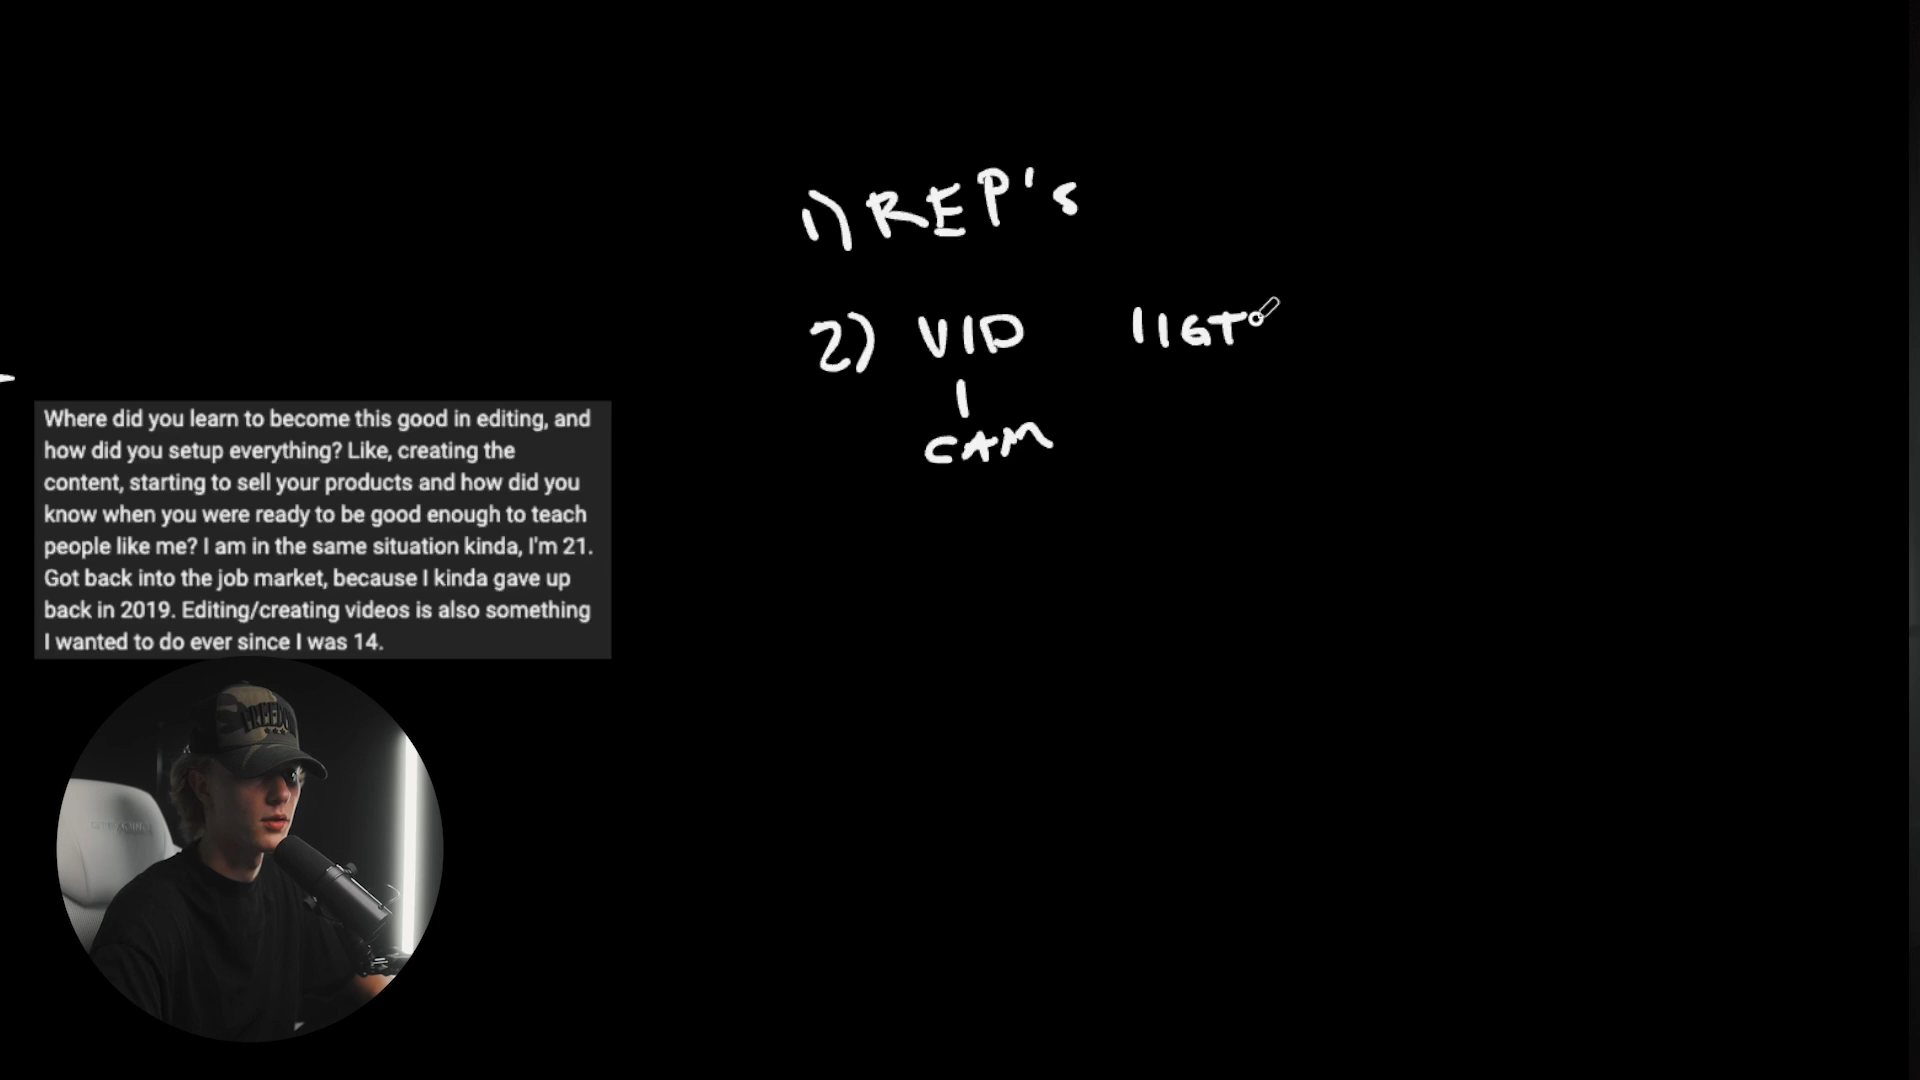 1) REP's
2) VID 11GT
CAM
Where did you learn to become this good in editing, and
how did you setup everything? Like, creating the
content, starting to sell your products and how did you
know when you were ready to be good enough to teach
people like me? I am in the same situation kinda, I'm 21.
Got back into the job market, because I kinda gave up
back in 2019. Editing/creating videos is also something
I wanted to do ever since I was 14.